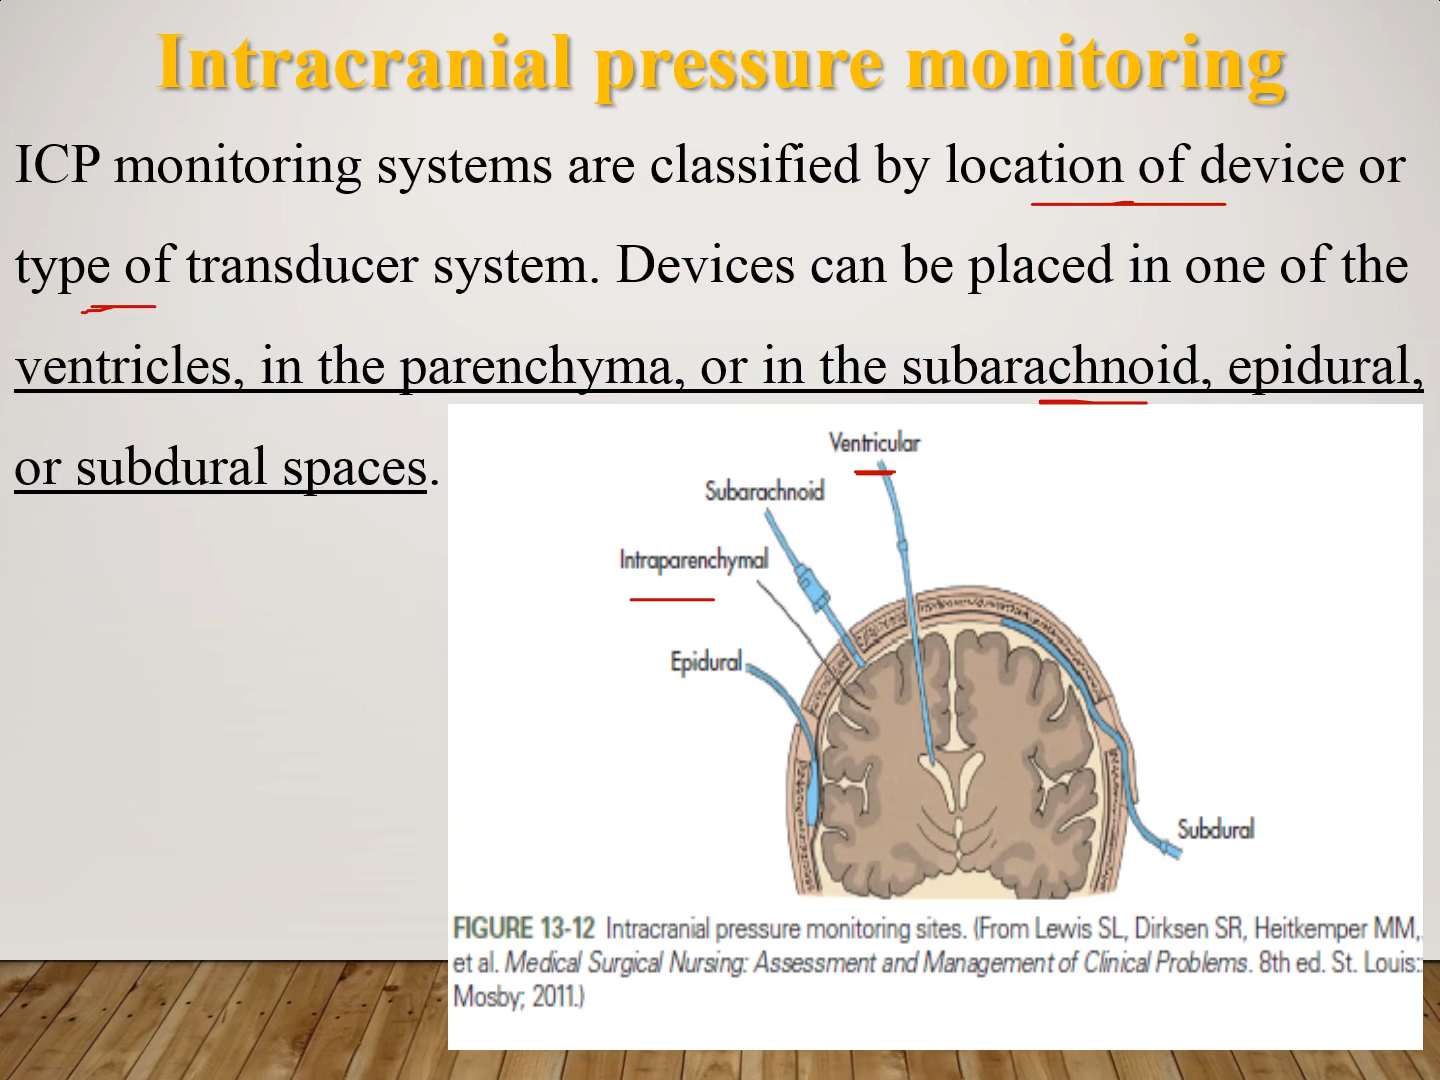 Intracranial pressure monitoring
ICP monitoring systems are classified by location of device or
type of transducer system. Devices can be placed in one of the
ventricles, in the parenchyma, or in the subarachnoid, epidural,
or subdural spaces.
Ventricular
Subarachnoid
Intraparenchymal
Epidural
Subdural
FIGURE 13-12 Intracranial pressure monitoring sites. (From Lewis SL, Dirksen SR, Heitkemper MM,
et al. Medical Surgical Nursing: Assessment and Management of Clinical Problems. 8th ed. St. Louis:
Mosby; 2011.)